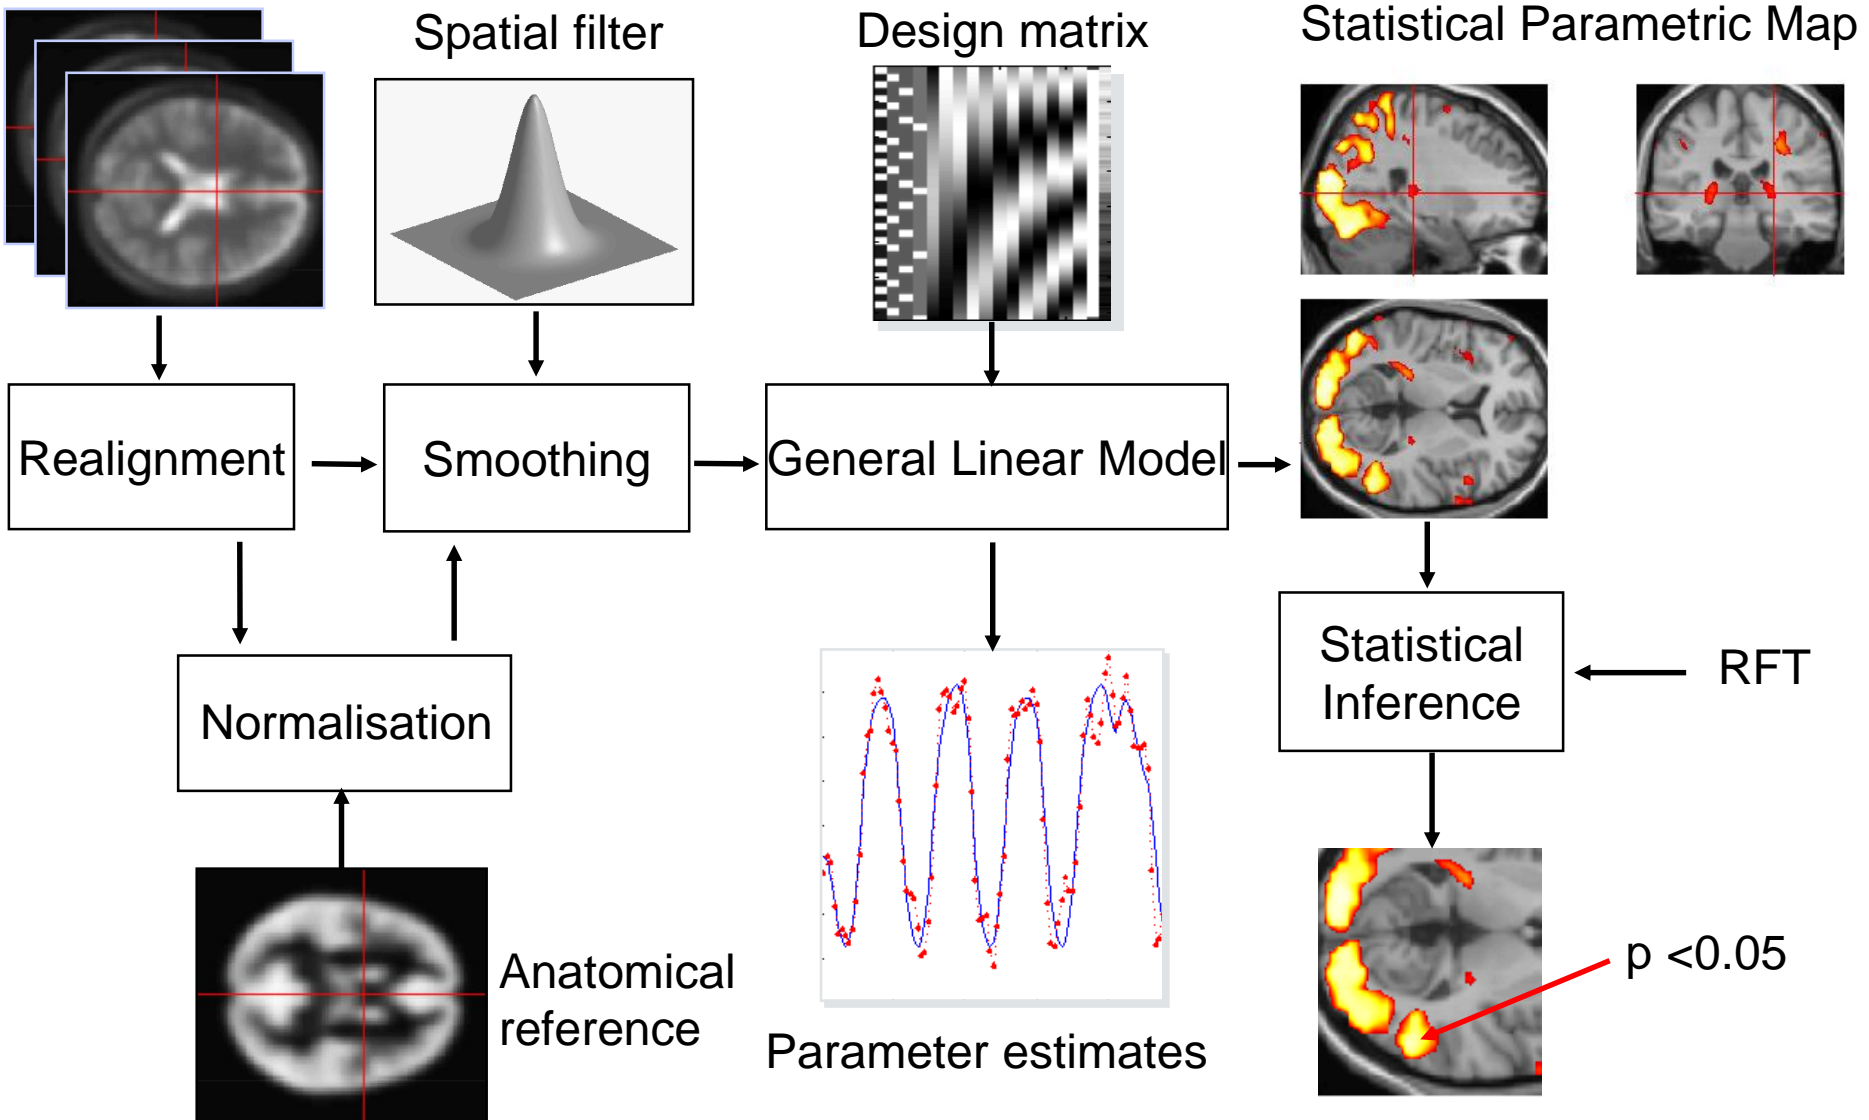 Spatial filter
Design matrix
Statistical Parametric Map
Realignment
Smoothing
General Linear Model
Normalisation
Statistical
Inference
RFT
Anatomical
reference
Parameter estimates
p <0.05